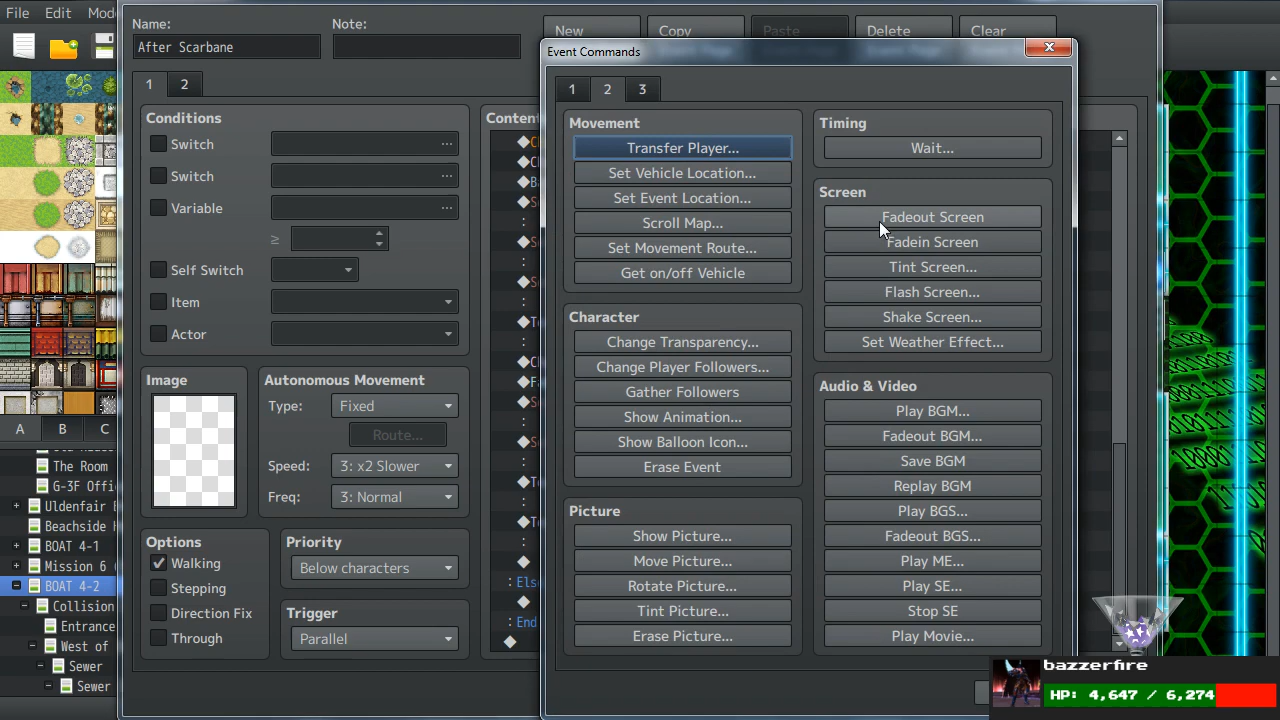 File Edit Mod
Name:
Note:
After Scarbane
New
Copy
Paste
Delete
Clear
Event Commands
1
2
1
2
3
Conditions
Switch
Switch
Variable
≥
Self Switch
Item
Actor
Image
Autonomous Movement
Type:
Fixed
Route...
Speed:
3: x2 Slower
Freq:
3: Normal
Options
Walking
Stepping
Direction Fix
Through
Priority
Below characters
Trigger
Parallel
Content
: Else
: End
Movement
Transfer Player...
Set Vehicle Location...
Set Event Location...
Scroll Map...
Set Movement Route...
Get on/off Vehicle
Character
Change Transparency...
Change Player Followers...
Gather Followers
Show Animation...
Show Balloon Icon...
Erase Event
Picture
Show Picture...
Move Picture...
Rotate Picture...
Tint Picture...
Erase Picture...
Timing
Wait...
Screen
Fadeout Screen
Fadein Screen
Tint Screen...
Flash Screen...
Shake Screen...
Set Weather Effect...
Audio & Video
Play BGM...
Fadeout BGM...
Save BGM
Replay BGM
Play BGS...
Fadeout BGS...
Play ME...
Play SE...
Stop SE
Play Movie...
A
B
C
The Room
G-3F Offi
Uldenfair
Beachside
BOAT 4-1
Mission 6
BOAT 4-2
Collision
Entrance
West of
Sewer
Sewer
bazzerfire
HP: 4,647 / 6,274